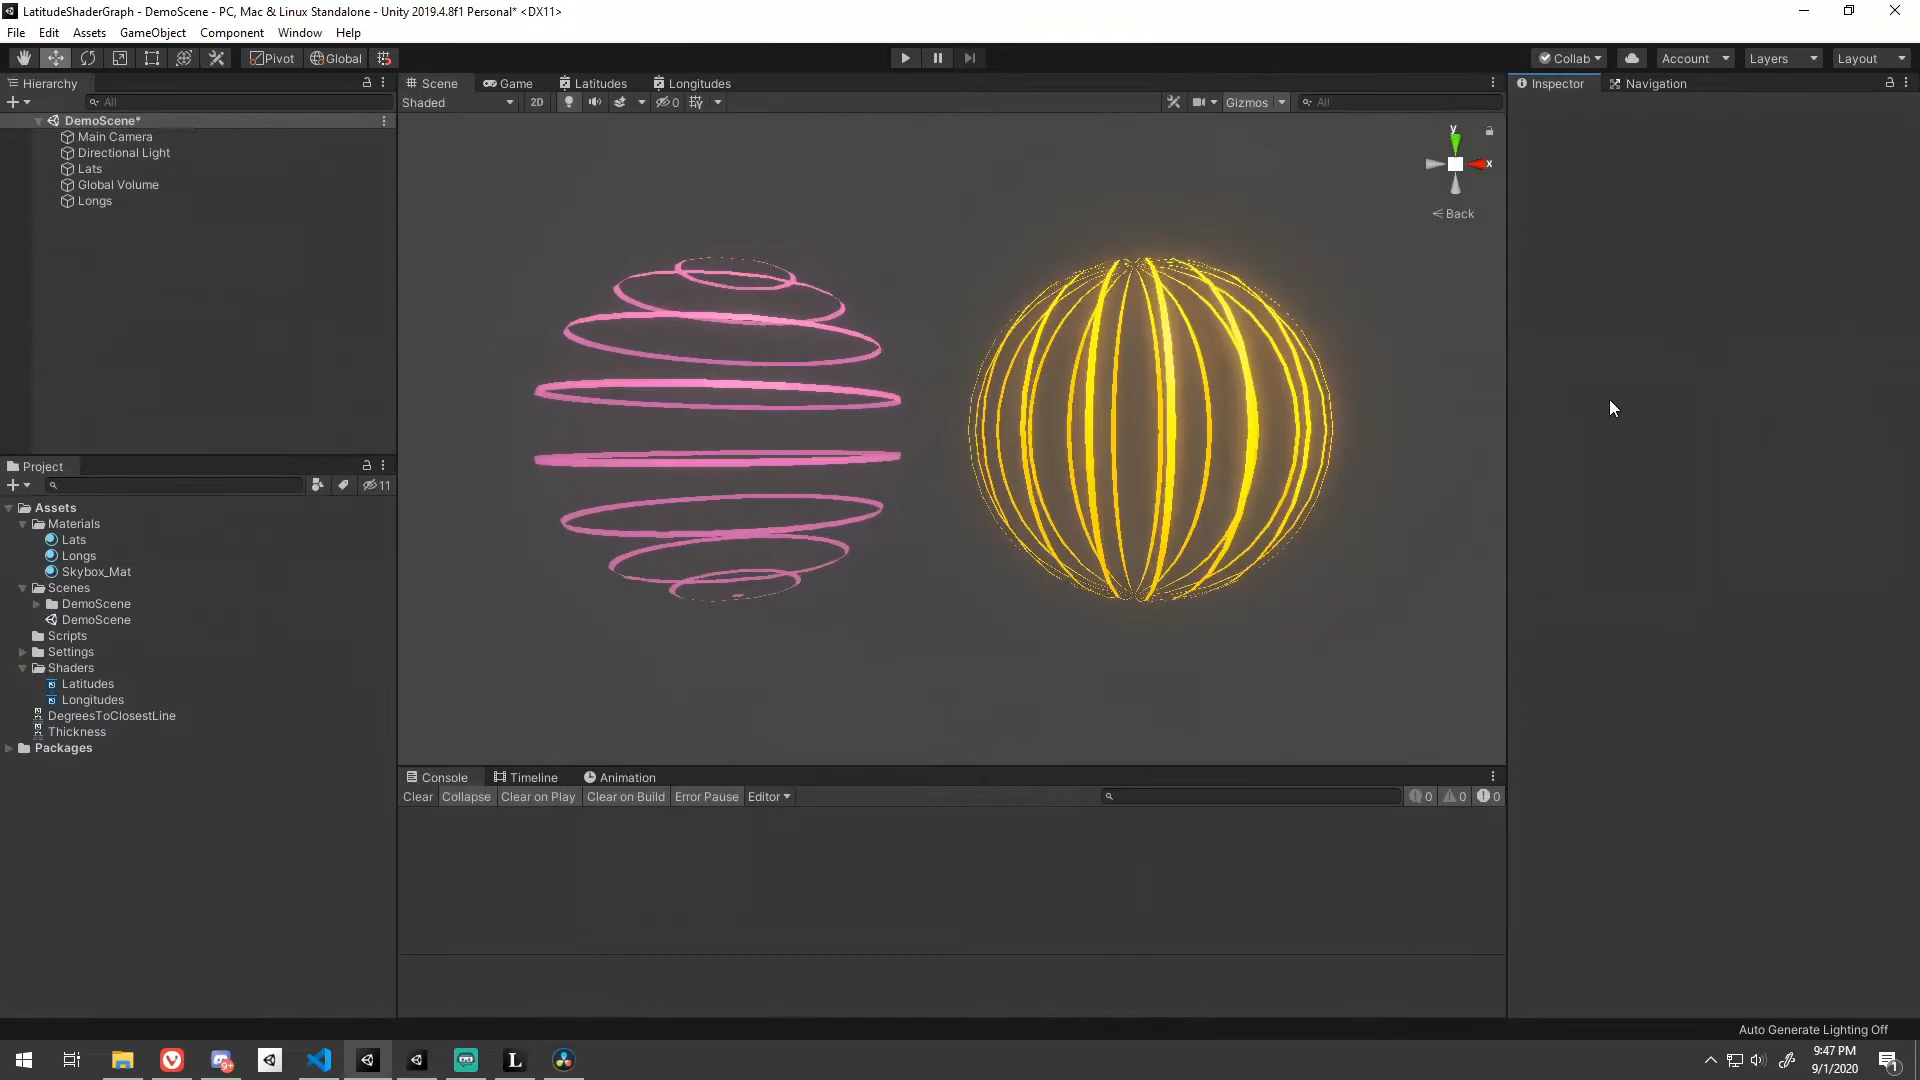 LatitudeShaderGraph - DemoScene - PC, Mac & Linux Standalone - Unity 2019.4.8f1 Personal* <DX11>
File Edit Assets GameObject Component Window Help
Pivot Global Collab Account Layers Layout
Hierarchy
All
DemoScene*
Main Camera
Directional Light
Lats
Global Volume
Longs
Scene Game Latitudes Longitudes
Shaded 2D 0 Gizmos All
y
x
Back
Inspector Navigation
Project
11
Assets
Materials
Lats
Longs
Skybox_Mat
Scenes
DemoScene
DemoScene
Scripts
Settings
Shaders
Latitudes
Longitudes
DegreesToClosestLine
Thickness
Packages
Console Timeline Animation
Clear Collapse Clear on Play Clear on Build Error Pause Editor 0 0 0
Auto Generate Lighting Off
9+
L
9:47 PM
9/1/2020
1